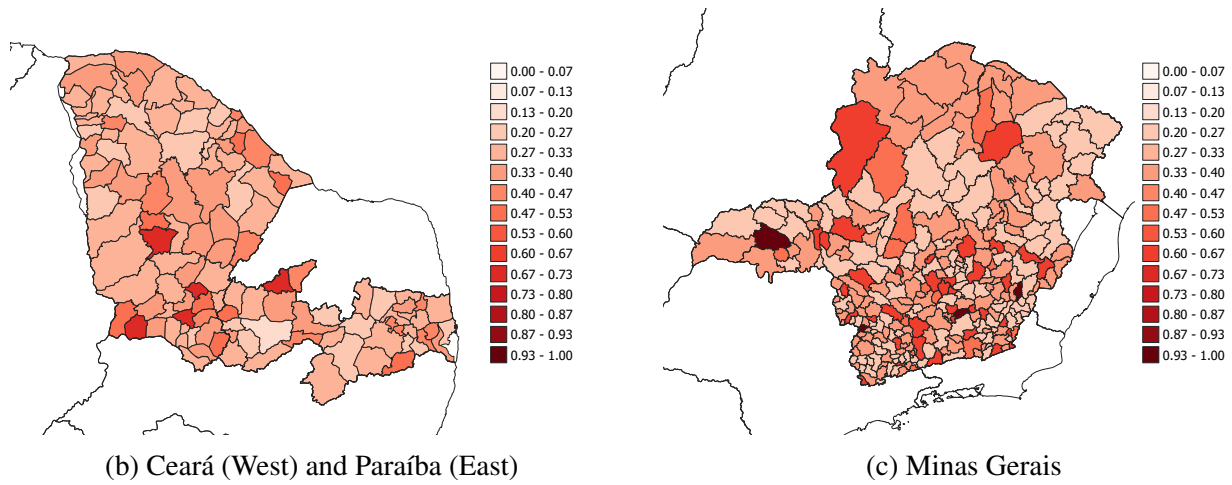 0.00 - 0.07
0.07 - 0.13
0.13 - 0.20
0.20 - 0.27
0.27 - 0.33
0.33 - 0.40
0.40 - 0.47
0.47 - 0.53
0.53 - 0.60
0.60 - 0.67
0.67 - 0.73
0.73 - 0.80
0.80 - 0.87
0.87 - 0.93
0.93 - 1.00
(b) Ceará (West) and Paraíba (East)
0.00 - 0.07
0.07 - 0.13
0.13 - 0.20
0.20 - 0.27
0.27 - 0.33
0.33 - 0.40
0.40 - 0.47
0.47 - 0.53
0.53 - 0.60
0.60 - 0.67
0.67 - 0.73
0.73 - 0.80
0.80 - 0.87
0.87 - 0.93
0.93 - 1.00
(c) Minas Gerais